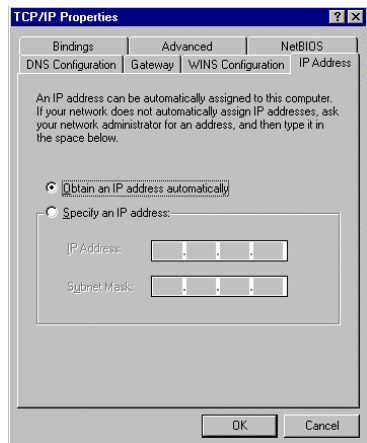 TCP/IP Properties
Bindings Advanced NetBIOS
DNS Configuration Gateway WINS Configuration IP Address
An IP address can be automatically assigned to this computer.
If your network does not automatically assign IP addresses, ask
your network administrator for an address, and then type it in
the space below.
Obtain an IP address automatically
Specify an IP address:
IP Address:
Subnet Mask:
OK Cancel